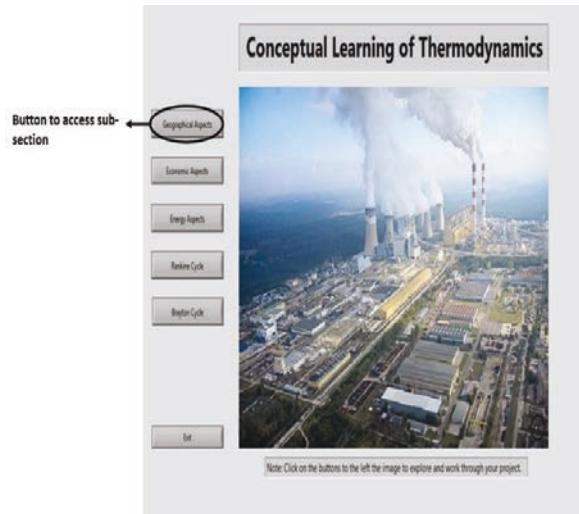 Conceptual Learning of Thermodynamics
Button to access sub-
section
Geographical Aspects
Economic Aspects
Energy Aspects
Rankine Cycle
Brayton Cycle
Exit
Note: Click on the buttons to the left the image to explore and work through your project.